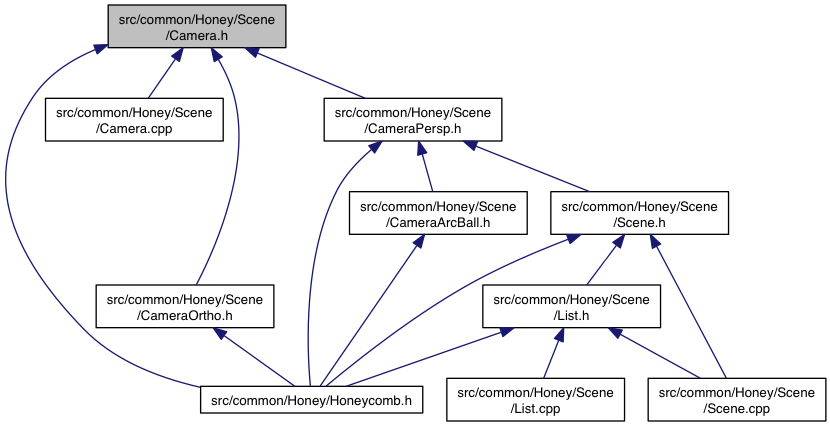 src/common/Honey/Scene
/Camera.h
src/common/Honey/Scene
/Camera.cpp
src/common/Honey/Scene
/CameraPersp.h
src/common/Honey/Scene
/CameraArcBall.h
src/common/Honey/Scene
/Scene.h
src/common/Honey/Scene
/CameraOrtho.h
src/common/Honey/Scene
/List.h
src/common/Honey/Honeycomb.h
src/common/Honey/Scene
/List.cpp
src/common/Honey/Scene
/Scene.cpp